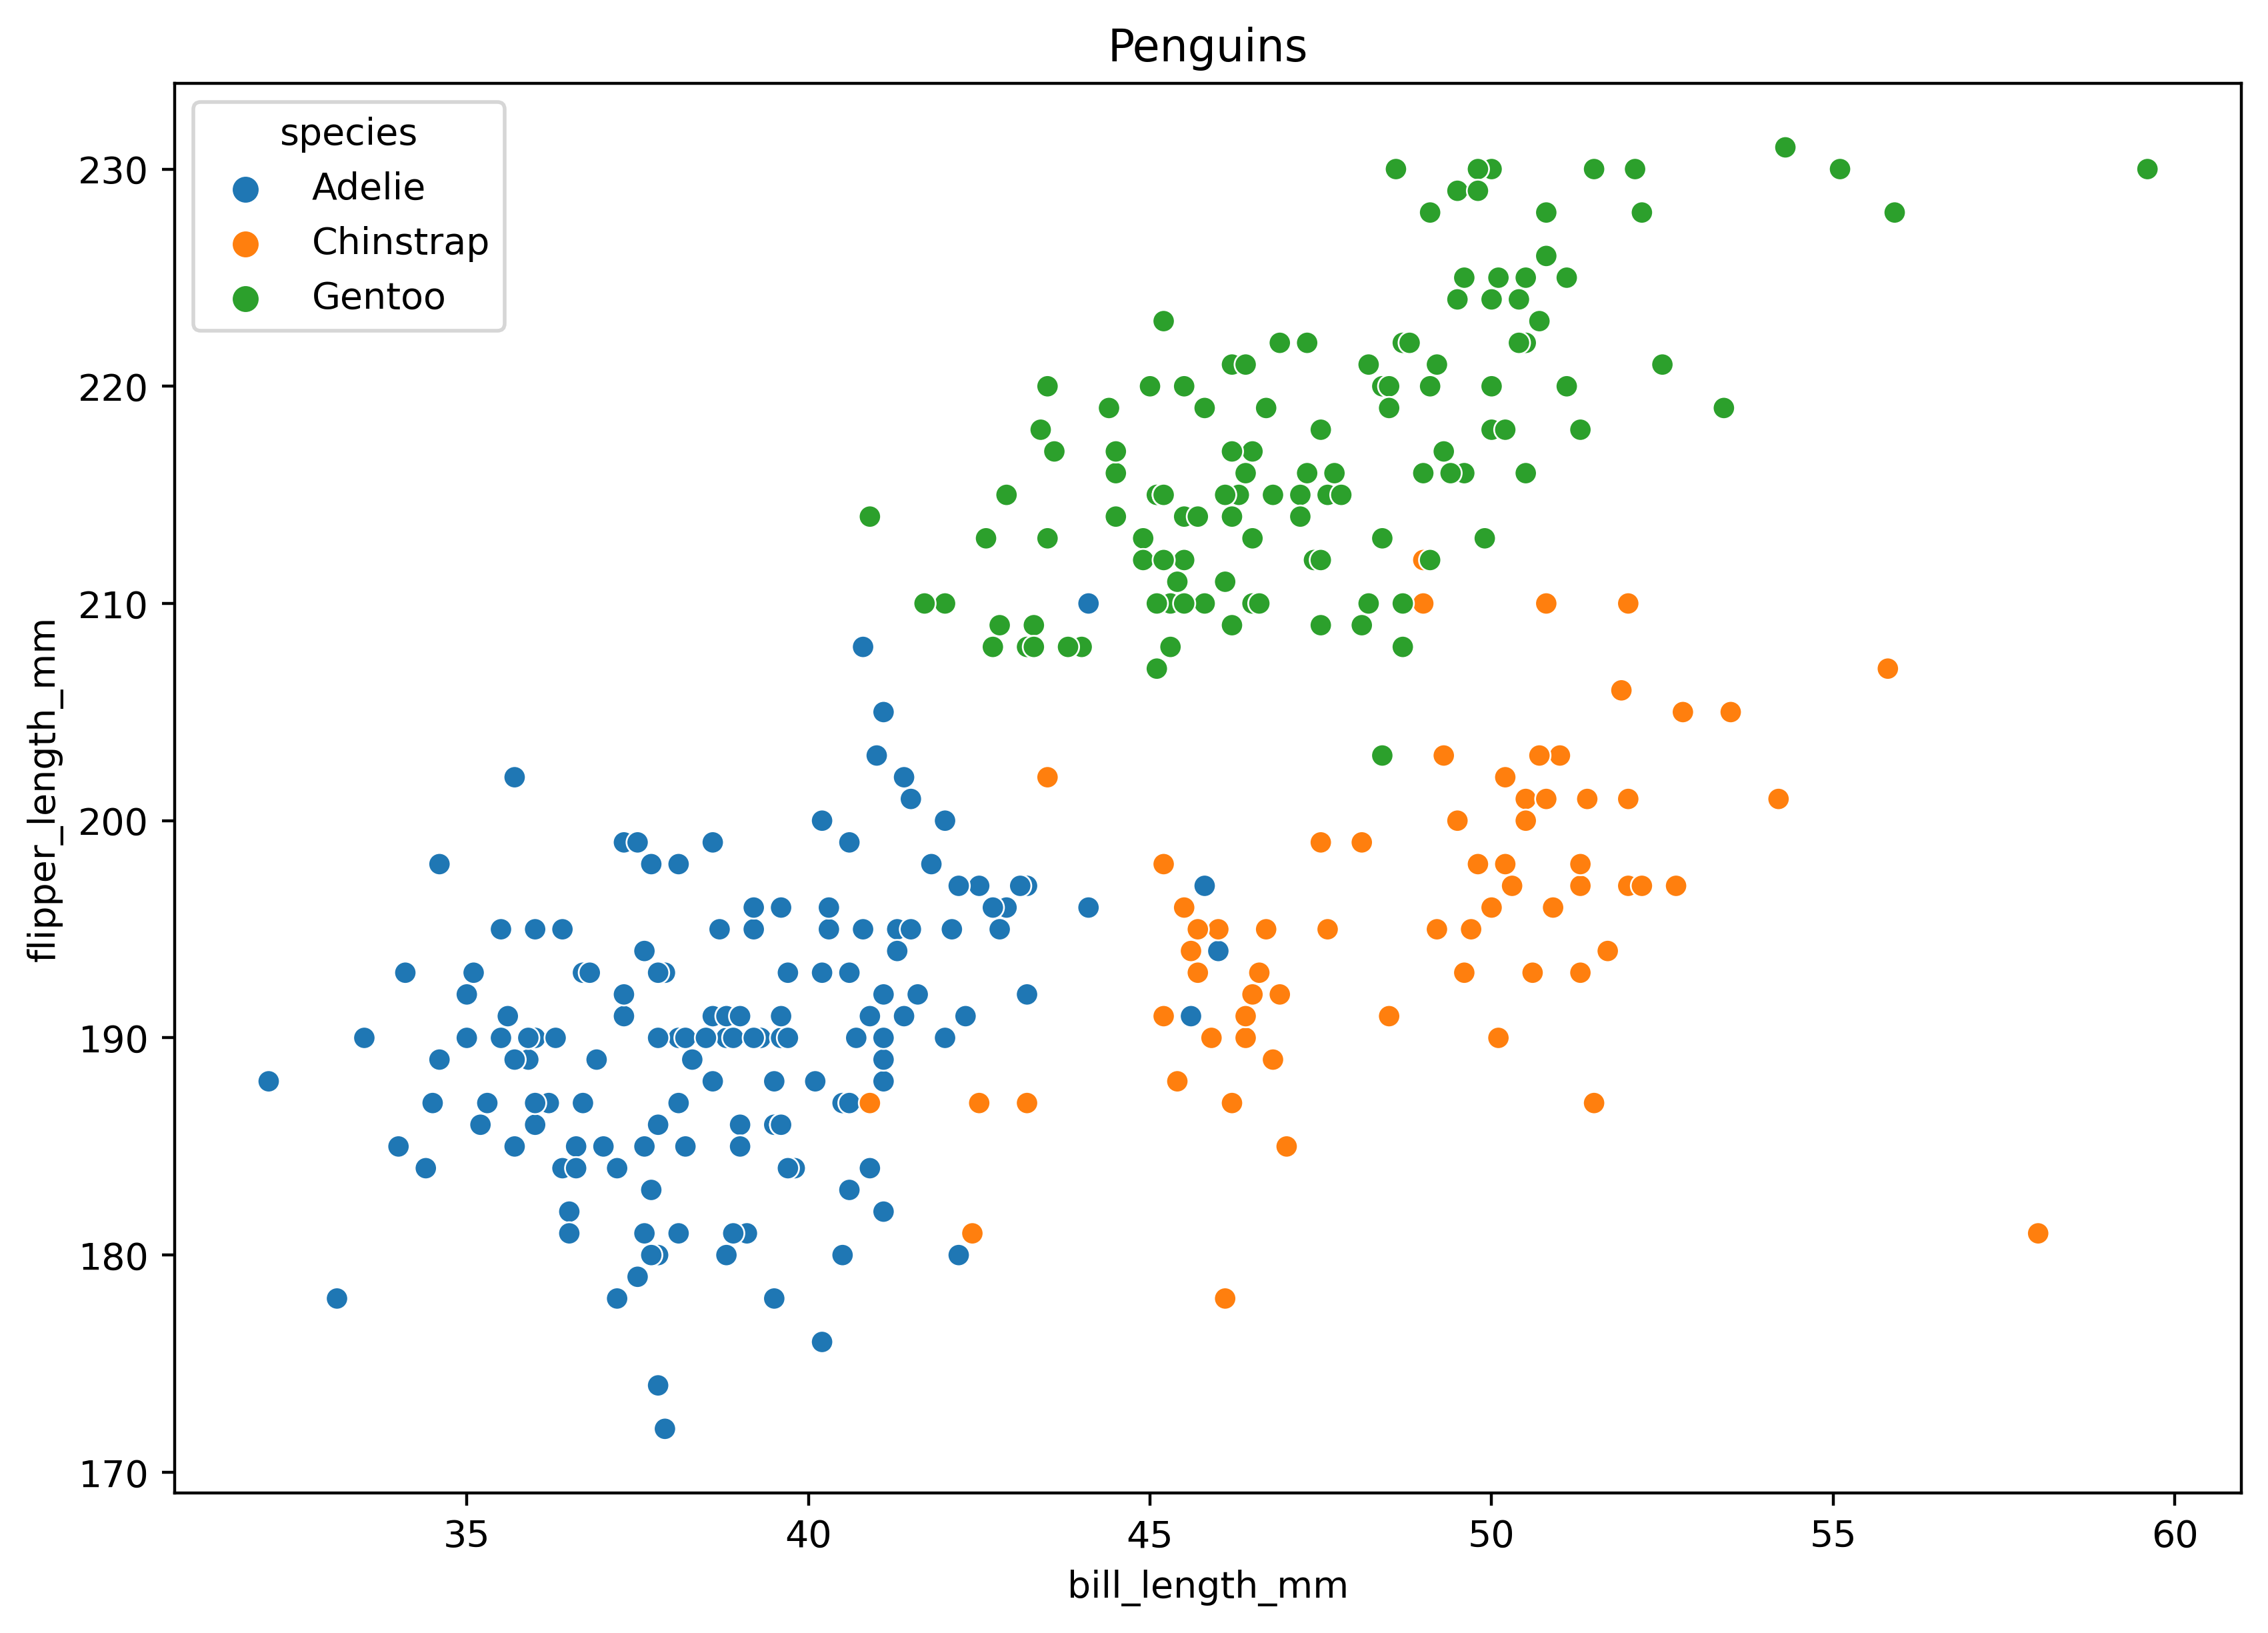 Penguins
species
Adelie
Chinstrap
Gentoo
230
220
210
200
190
180
170
flipper_length_mm
35 40 45 50 55 60
bill_length_mm